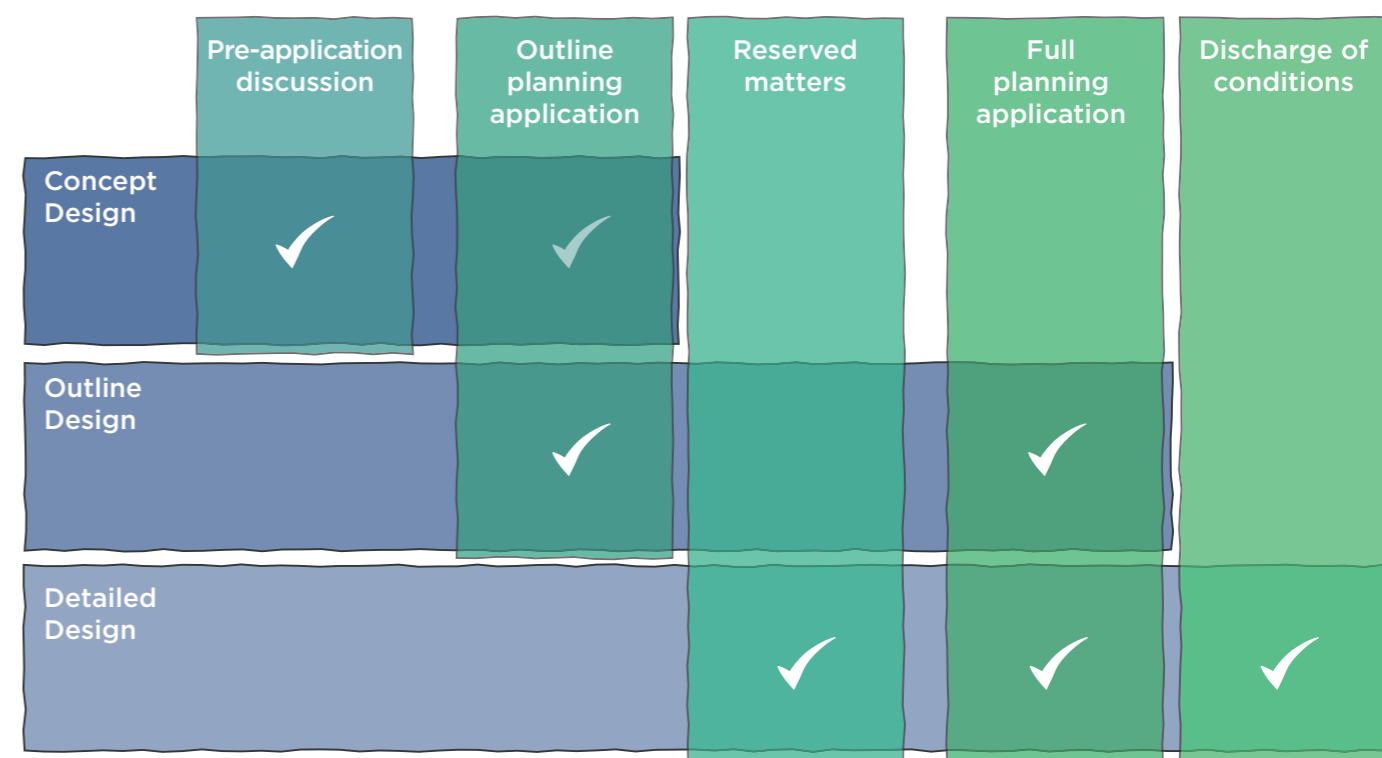 Pre-application
discussion
Outline
planning
application
Reserved
matters
Full
planning
application
Discharge of
conditions
Concept
Design
Outline
Design
Detailed
Design